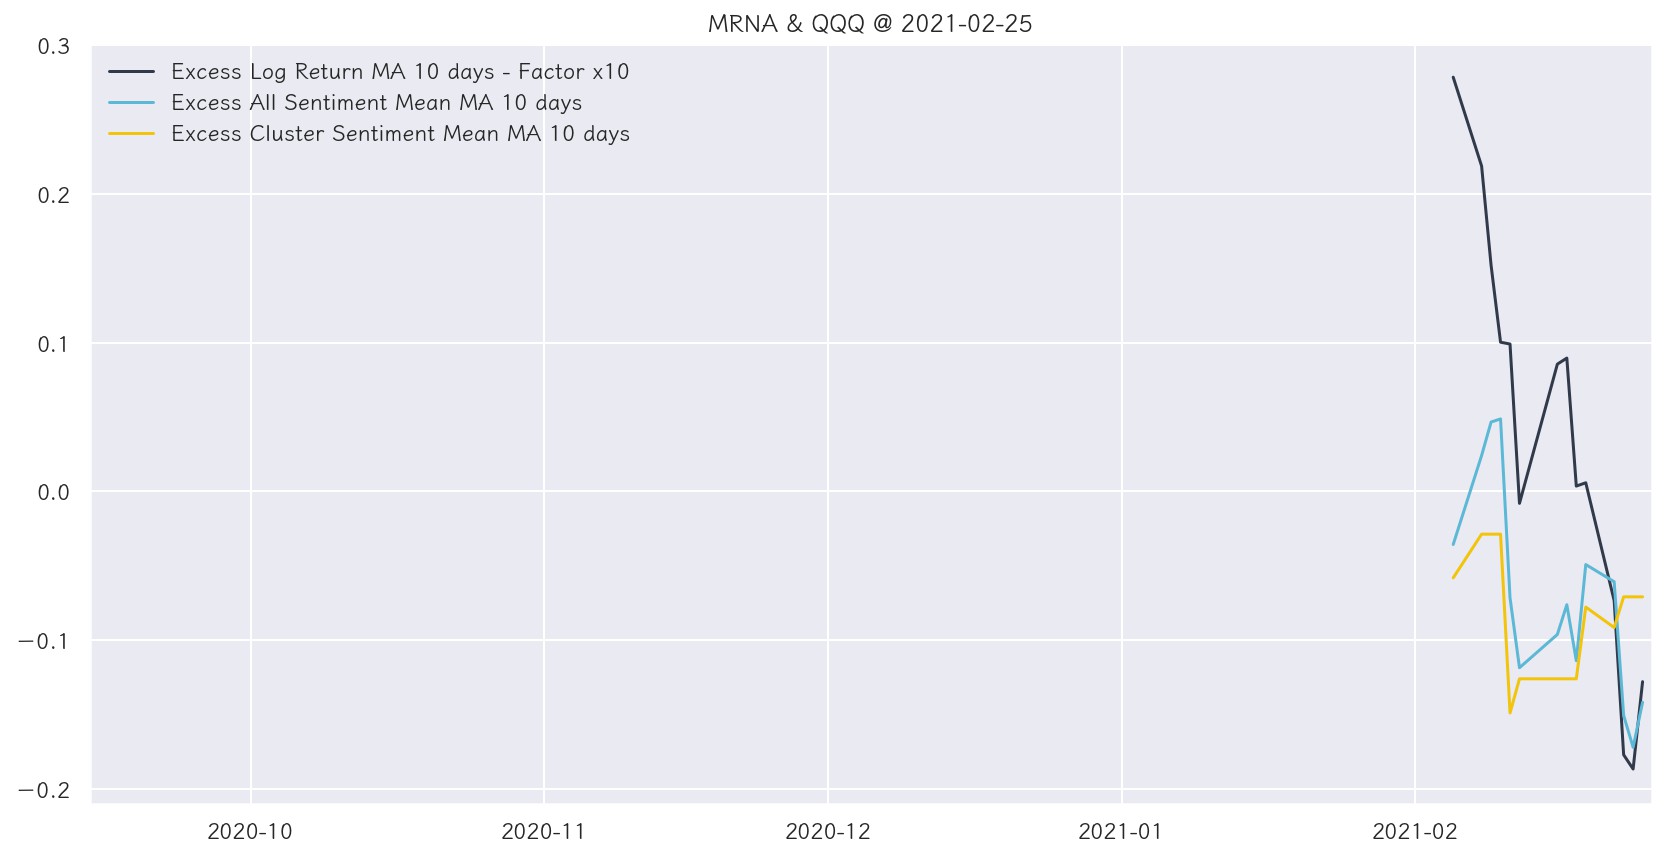 MRNA & QQQ @ 2021-02-25
0.3
Excess Log Return MA 10 days - Factor x10
Excess All Sentiment Mean MA 10 days
Excess Cluster Sentiment Mean MA 10 days
0.2
0.1
0.0
−0.1
−0.2
2020-10 2020-11 2020-12 2021-01 2021-02